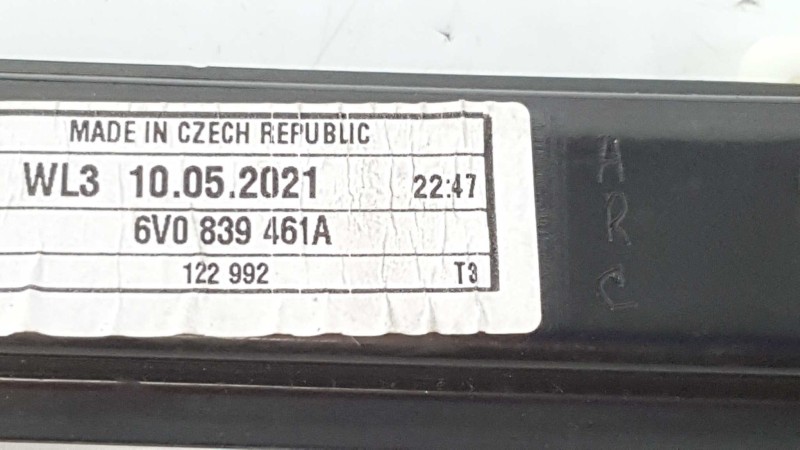 MADE IN CZECH REPUBLIC
WL3 10.05.2021 22:47
6V0 839 461A
122 992 T3
H
R
C